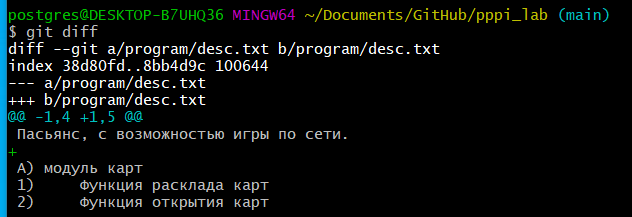 postgres@DESKTOP-B7UHQ36 MINGW64 ~/Documents/GitHub/pppi_lab (main)
$ git diff
diff --git a/program/desc.txt b/program/desc.txt
index 38d80fd..8bb4d9c 100644
--- a/program/desc.txt
+++ b/program/desc.txt
@@ -1,4 +1,5 @@
 Пасьянс, с возможностью игры по сети.
+
 А) модуль карт
 1)     Функция расклада карт
 2)     Функция открытия карт